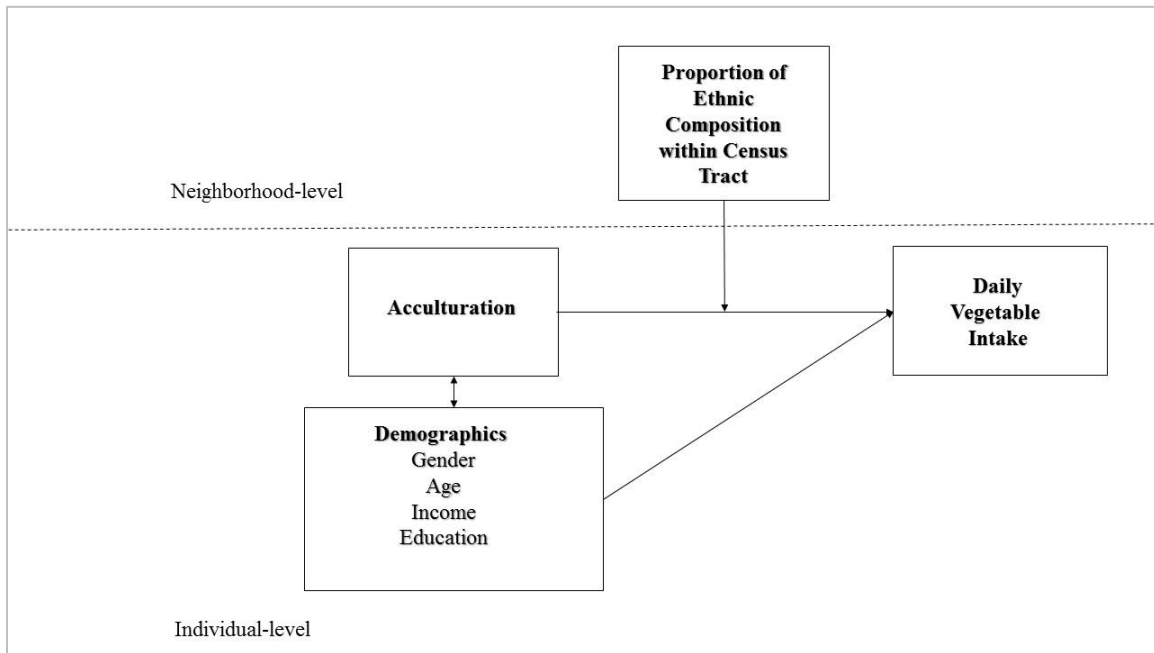 Proportion of
Ethnic
Composition
within Census
Tract
Neighborhood-level
Acculturation
Daily
Vegetable
Intake
Demographics
Gender
Age
Income
Education
Individual-level